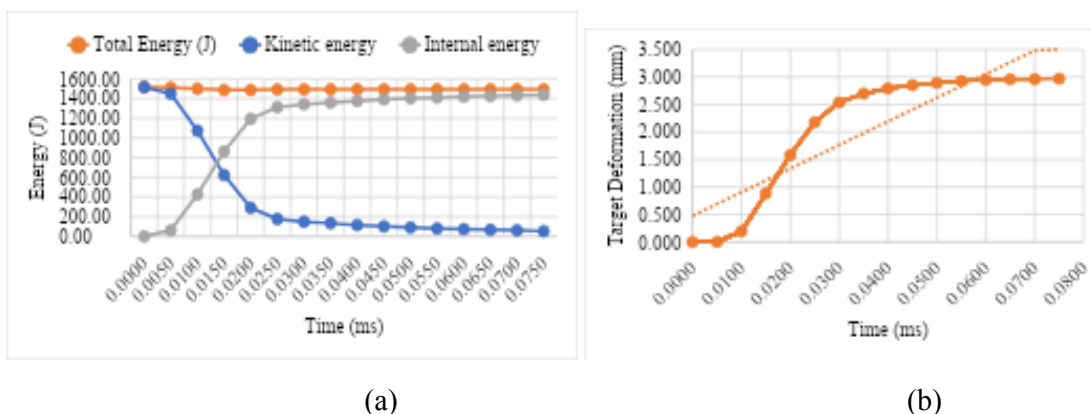 Total Energy (J) Kinetic energy Internal energy
1600.00
1400.00
1200.00
1000.00
800.00
600.00
400.00
200.00
0.00
Energy (J)
0.0000 0.0050 0.0100 0.0150 0.0200 0.0250 0.0300 0.0350 0.0400 0.0450 0.0500 0.0550 0.0600 0.0650 0.0700 0.0750
Time (ms)
(a)
3.500
3.000
2.500
2.000
1.500
1.000
0.500
0.000
Target Deformation (mm)
0.0000 0.0100 0.0200 0.0300 0.0400 0.0500 0.0600 0.0700 0.0800
Time (ms)
(b)